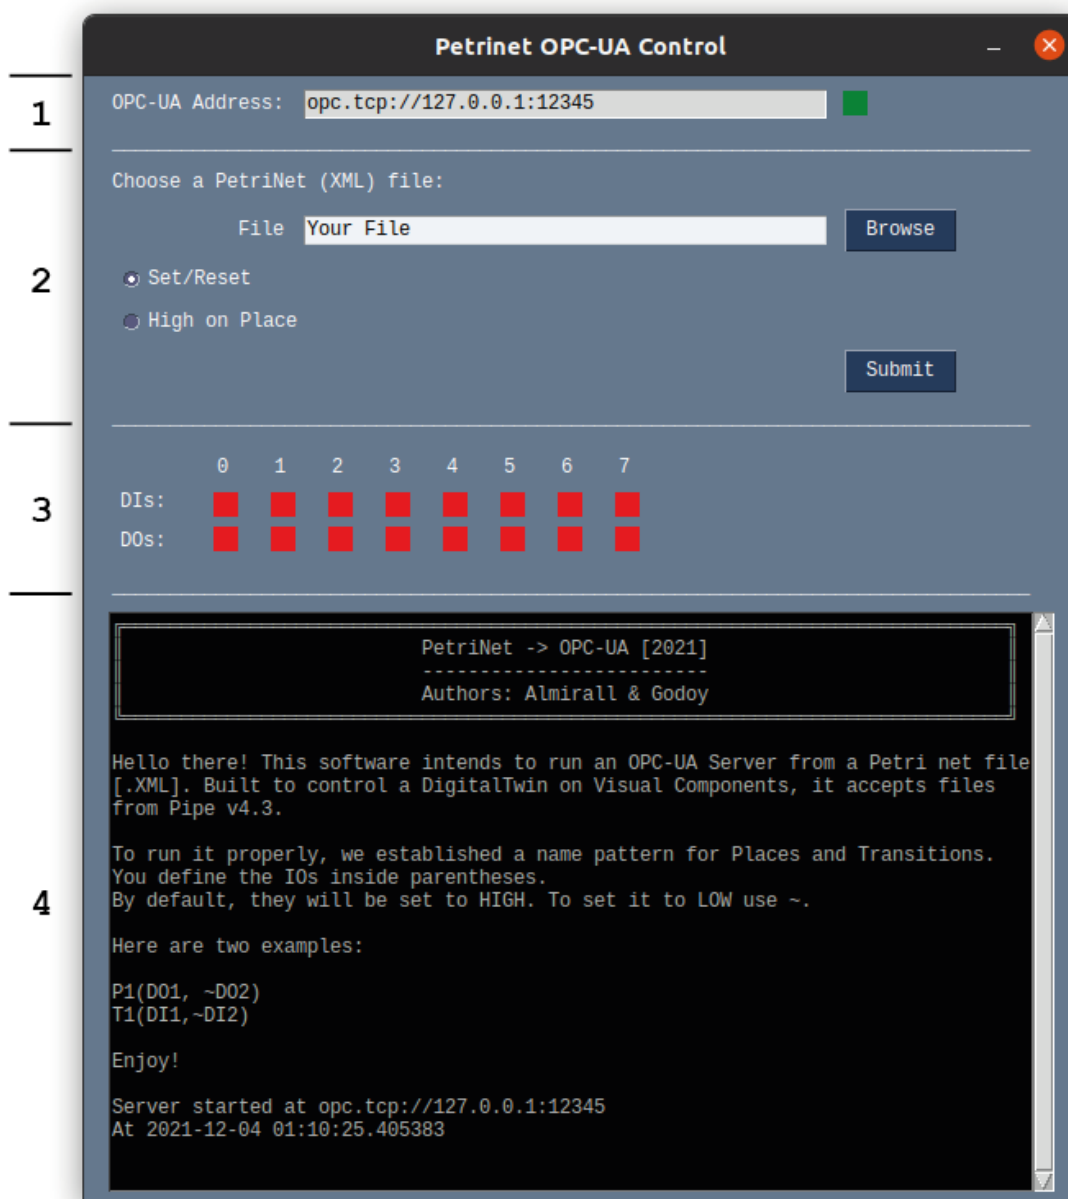 Petrinet OPC-UA Control
1
OPC-UA Address: opc.tcp://127.0.0.1:12345
2
Choose a PetriNet (XML) file:
File Your File Browse
Set/Reset
High on Place
Submit
3
0 1 2 3 4 5 6 7
DIs:
DOs:
4
PetriNet -> OPC-UA [2021]
--------------------------
Authors: Almirall & Godoy
Hello there! This software intends to run an OPC-UA Server from a Petri net file
[.XML]. Built to control a DigitalTwin on Visual Components, it accepts files
from Pipe v4.3.
To run it properly, we established a name pattern for Places and Transitions.
You define the IOs inside parentheses.
By default, they will be set to HIGH. To set it to LOW use ~.
Here are two examples:
P1(DO1, ~DO2)
T1(DI1,~DI2)
Enjoy!
Server started at opc.tcp://127.0.0.1:12345
At 2021-12-04 01:10:25.405383